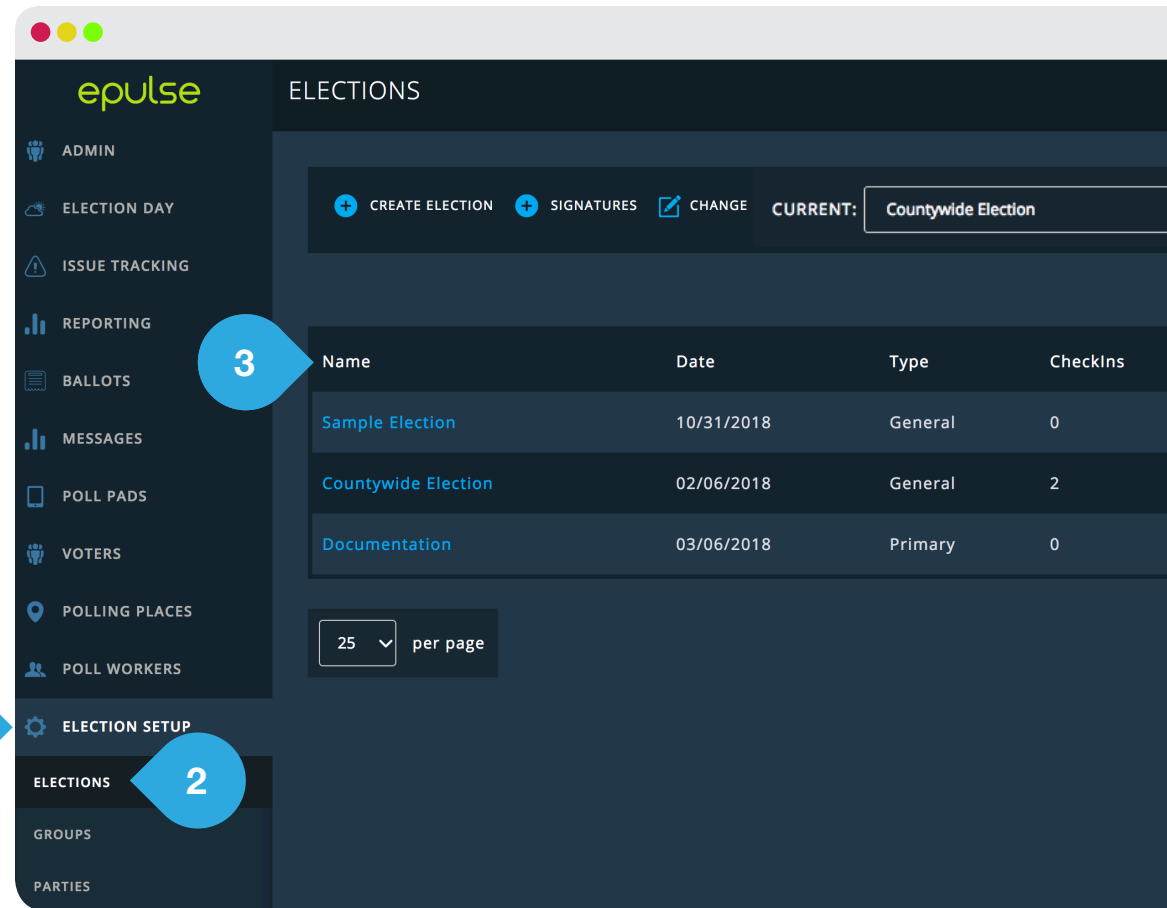 epulse
ELECTIONS
ADMIN
ELECTION DAY
ISSUE TRACKING
REPORTING
BALLOTS
MESSAGES
POLL PADS
VOTERS
POLLING PLACES
POLL WORKERS
ELECTION SETUP
ELECTIONS
2
GROUPS
PARTIES
CREATE ELECTION SIGNATURES CHANGE CURRENT: Countywide Election
3
Name Date Type CheckIns
Sample Election 10/31/2018 General 0
Countywide Election 02/06/2018 General 2
Documentation 03/06/2018 Primary 0
25 per page